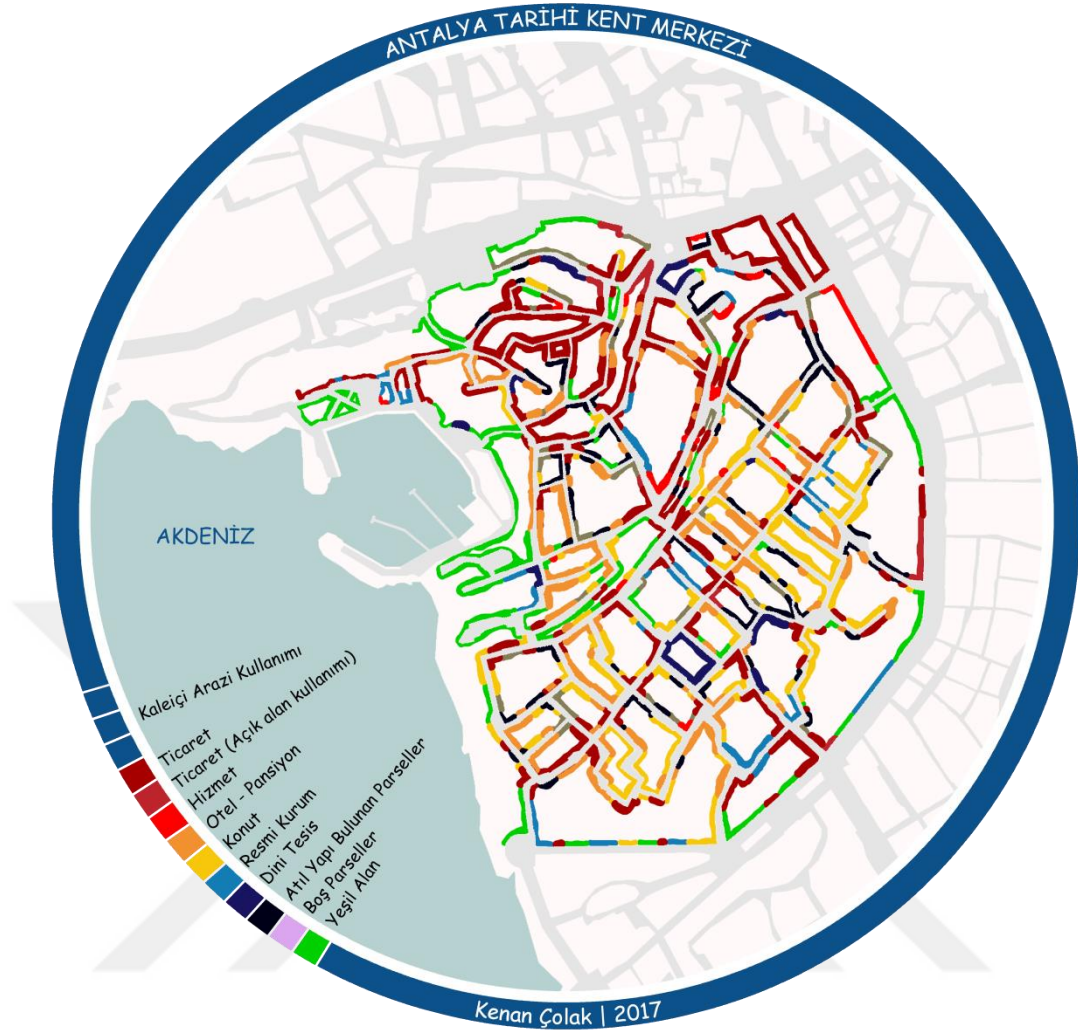 ANTALYA TARİHİ KENT MERKEZİ
AKDENİZ
Kaleiçi Arazi Kullanımı
Ticaret
Ticaret (Açık alan kullanımı)
Hizmet
Otel - Pansiyon
Konut
Resmi Kurum
Dini Tesis
Atıl Yapı Bulunan Parseller
Boş Parseller
Yeşil Alan
Kenan Çolak | 2017